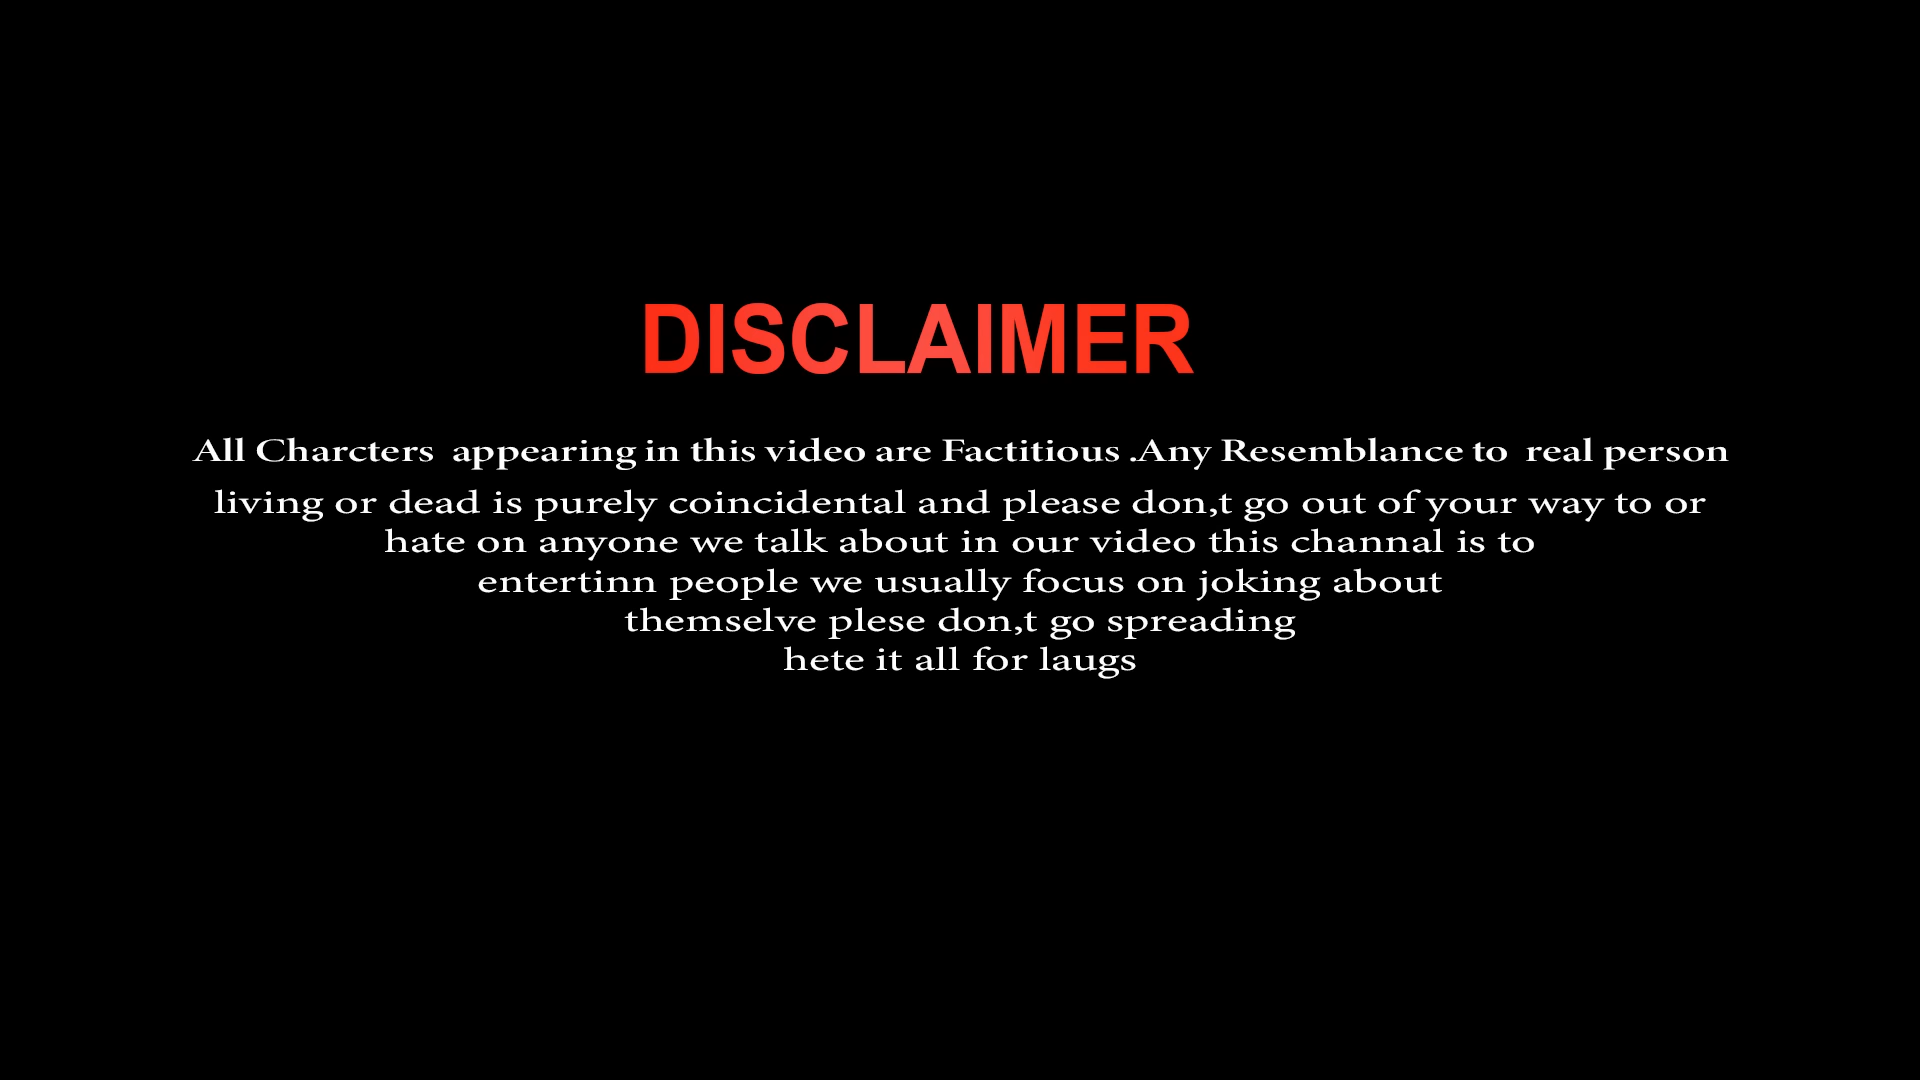 DISCLAIMER
All Charcters appearing in this video are Factitious .Any Resemblance to real person
living or dead is purely coincidental and please don,t go out of your way to or
hate on anyone we talk about in our video this channal is to
entertinn people we usually focus on joking about
themselve plese don,t go spreading
hete it all for laugs